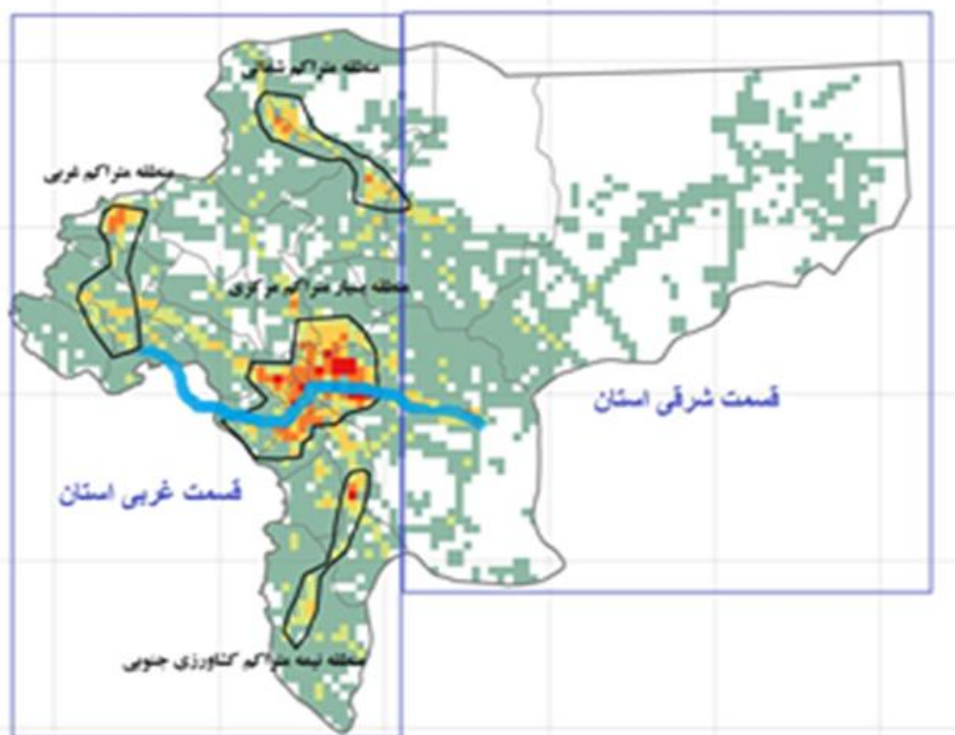 منطقه متراکم شمالی
منطقه متراکم غربی
منطقه بسیار متراکم مرکزی
قسمت شرقی استان
قسمت غربی استان
منطقه نیمه متراکم کشاورزی جنوبی